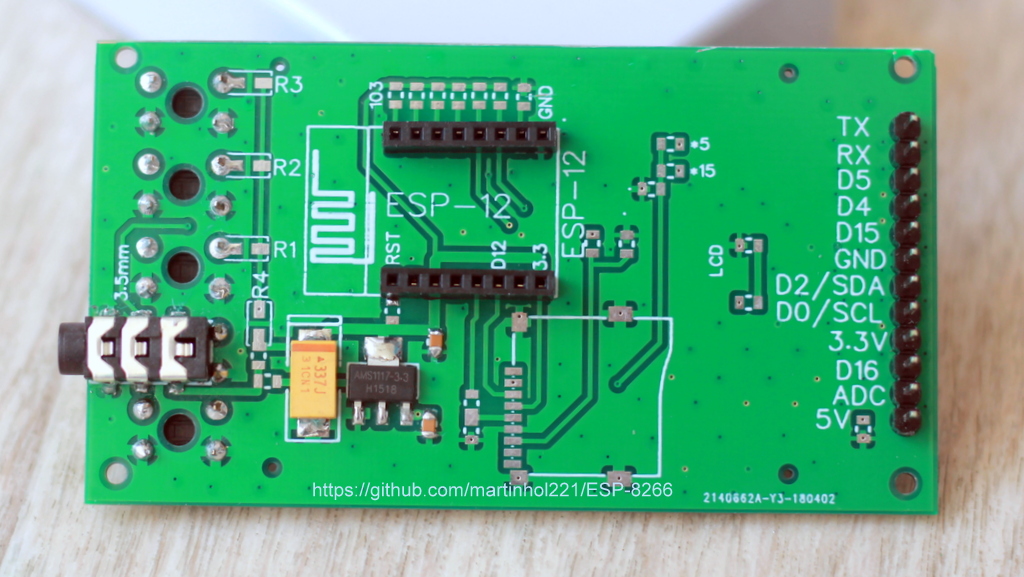 R3
103
GND
R2
ESP-12
ESP-12
R1
RST
D12
3.3
3.5mm
R4
*5
*15
LCD
TX
RX
D5
D4
D15
GND
D2/SDA
D0/SCL
3.3V
D16
ADC
5V
337J
31CN1
AMS1117-3.3
H1518
https://github.com/martinhol221/ESP-8266
2140662A-Y3-180402